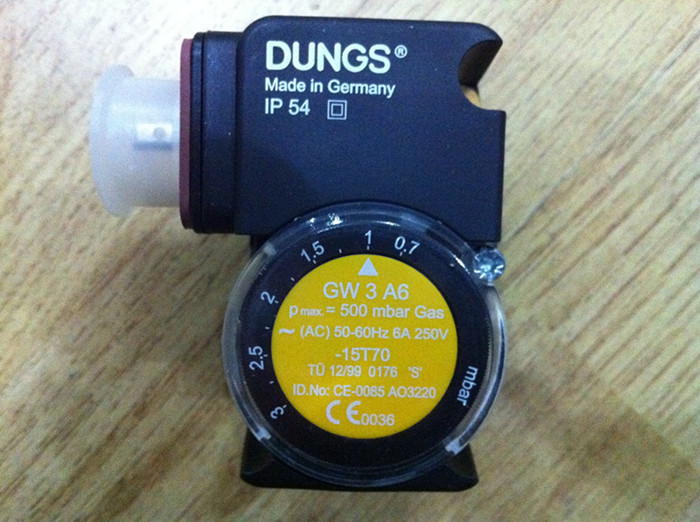 DUNGS®
Made in Germany
IP 54
0.7
1
1.5
2
2.5
3
mbar
GW 3 A6
p max. = 500 mbar Gas
~ (AC) 50-60Hz 6A 250V
-15T70
TÜ 12/99 0176 'S'
ID.No: CE-0085 AO3220
CE0036